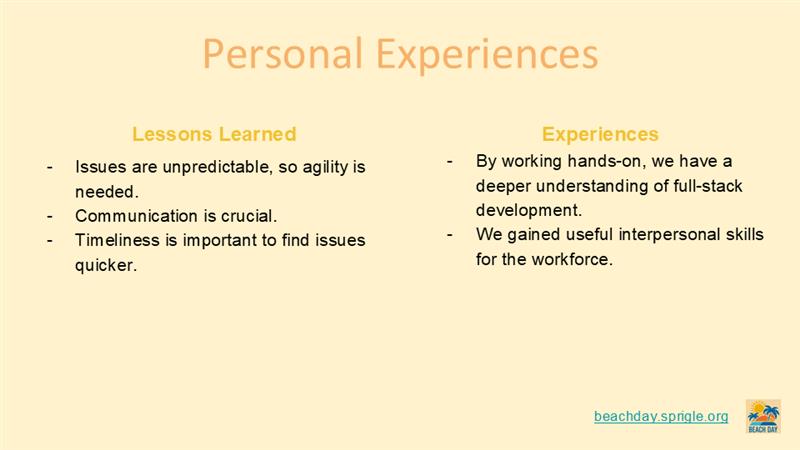 Personal Experiences
Lessons Learned
- Issues are unpredictable, so agility is
needed.
- Communication is crucial.
- Timeliness is important to find issues
quicker.
Experiences
- By working hands-on, we have a
deeper understanding of full-stack
development.
- We gained useful interpersonal skills
for the workforce.
beachday.sprigle.org
BEACH DAY